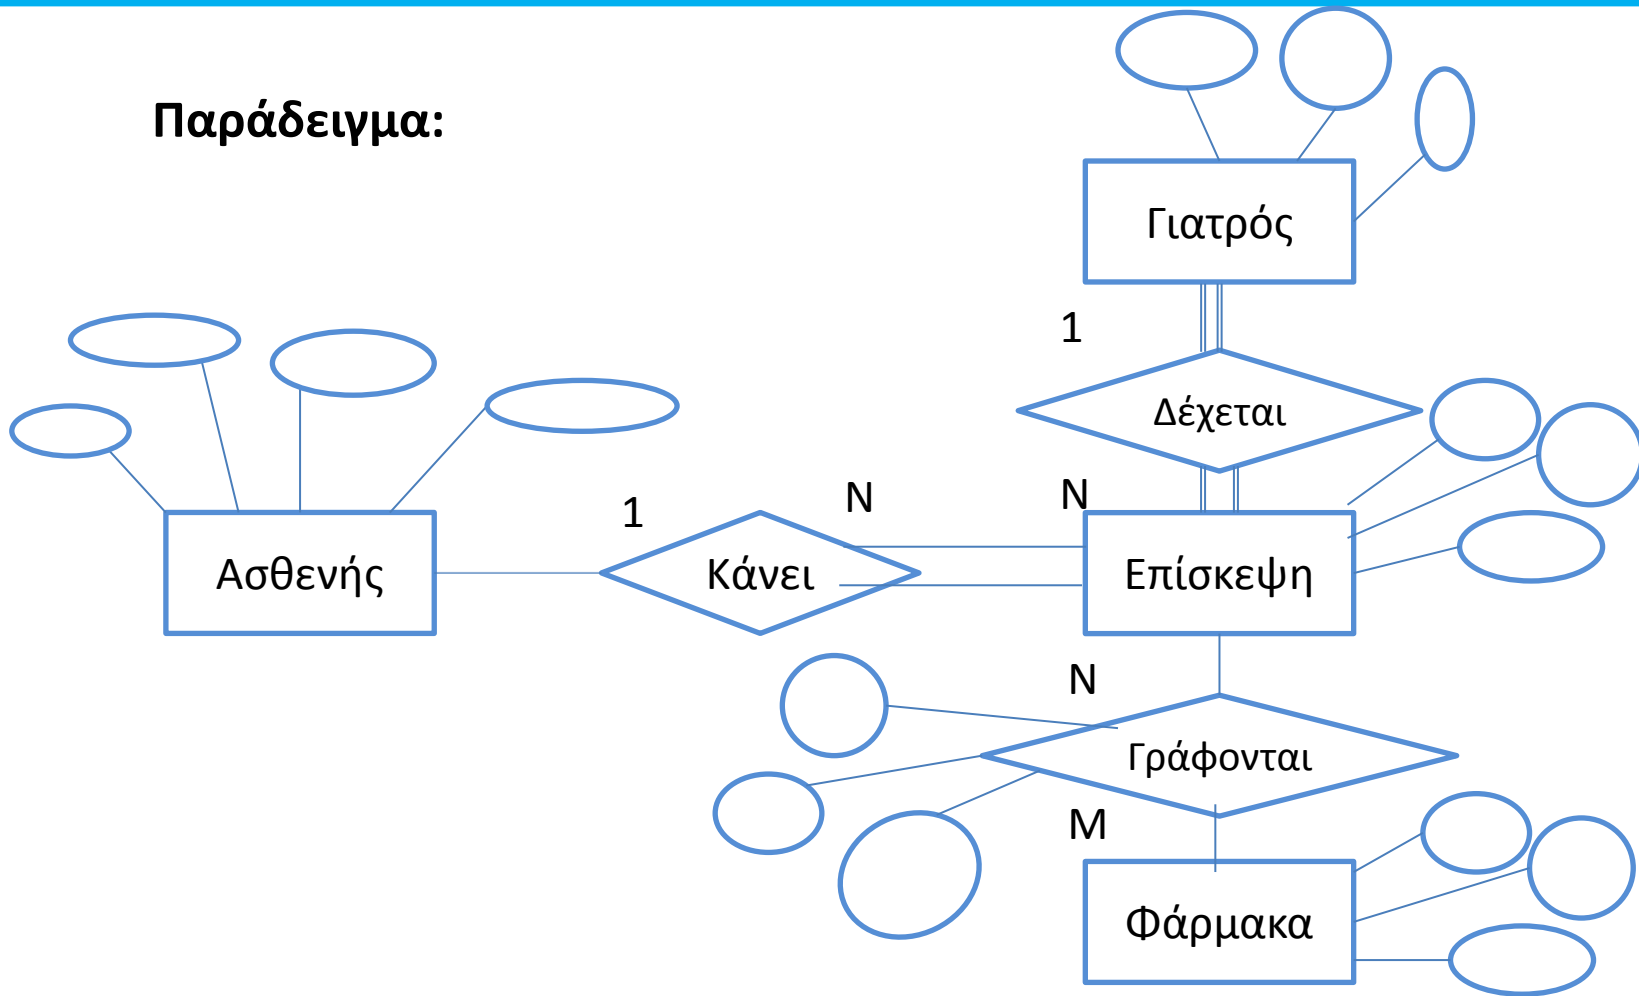 Παράδειγμα:
Γιατρός
1
Δέχεται
N
N
1
Ασθενής
Κάνει
Επίσκεψη
N
Γράφονται
M
Φάρμακα